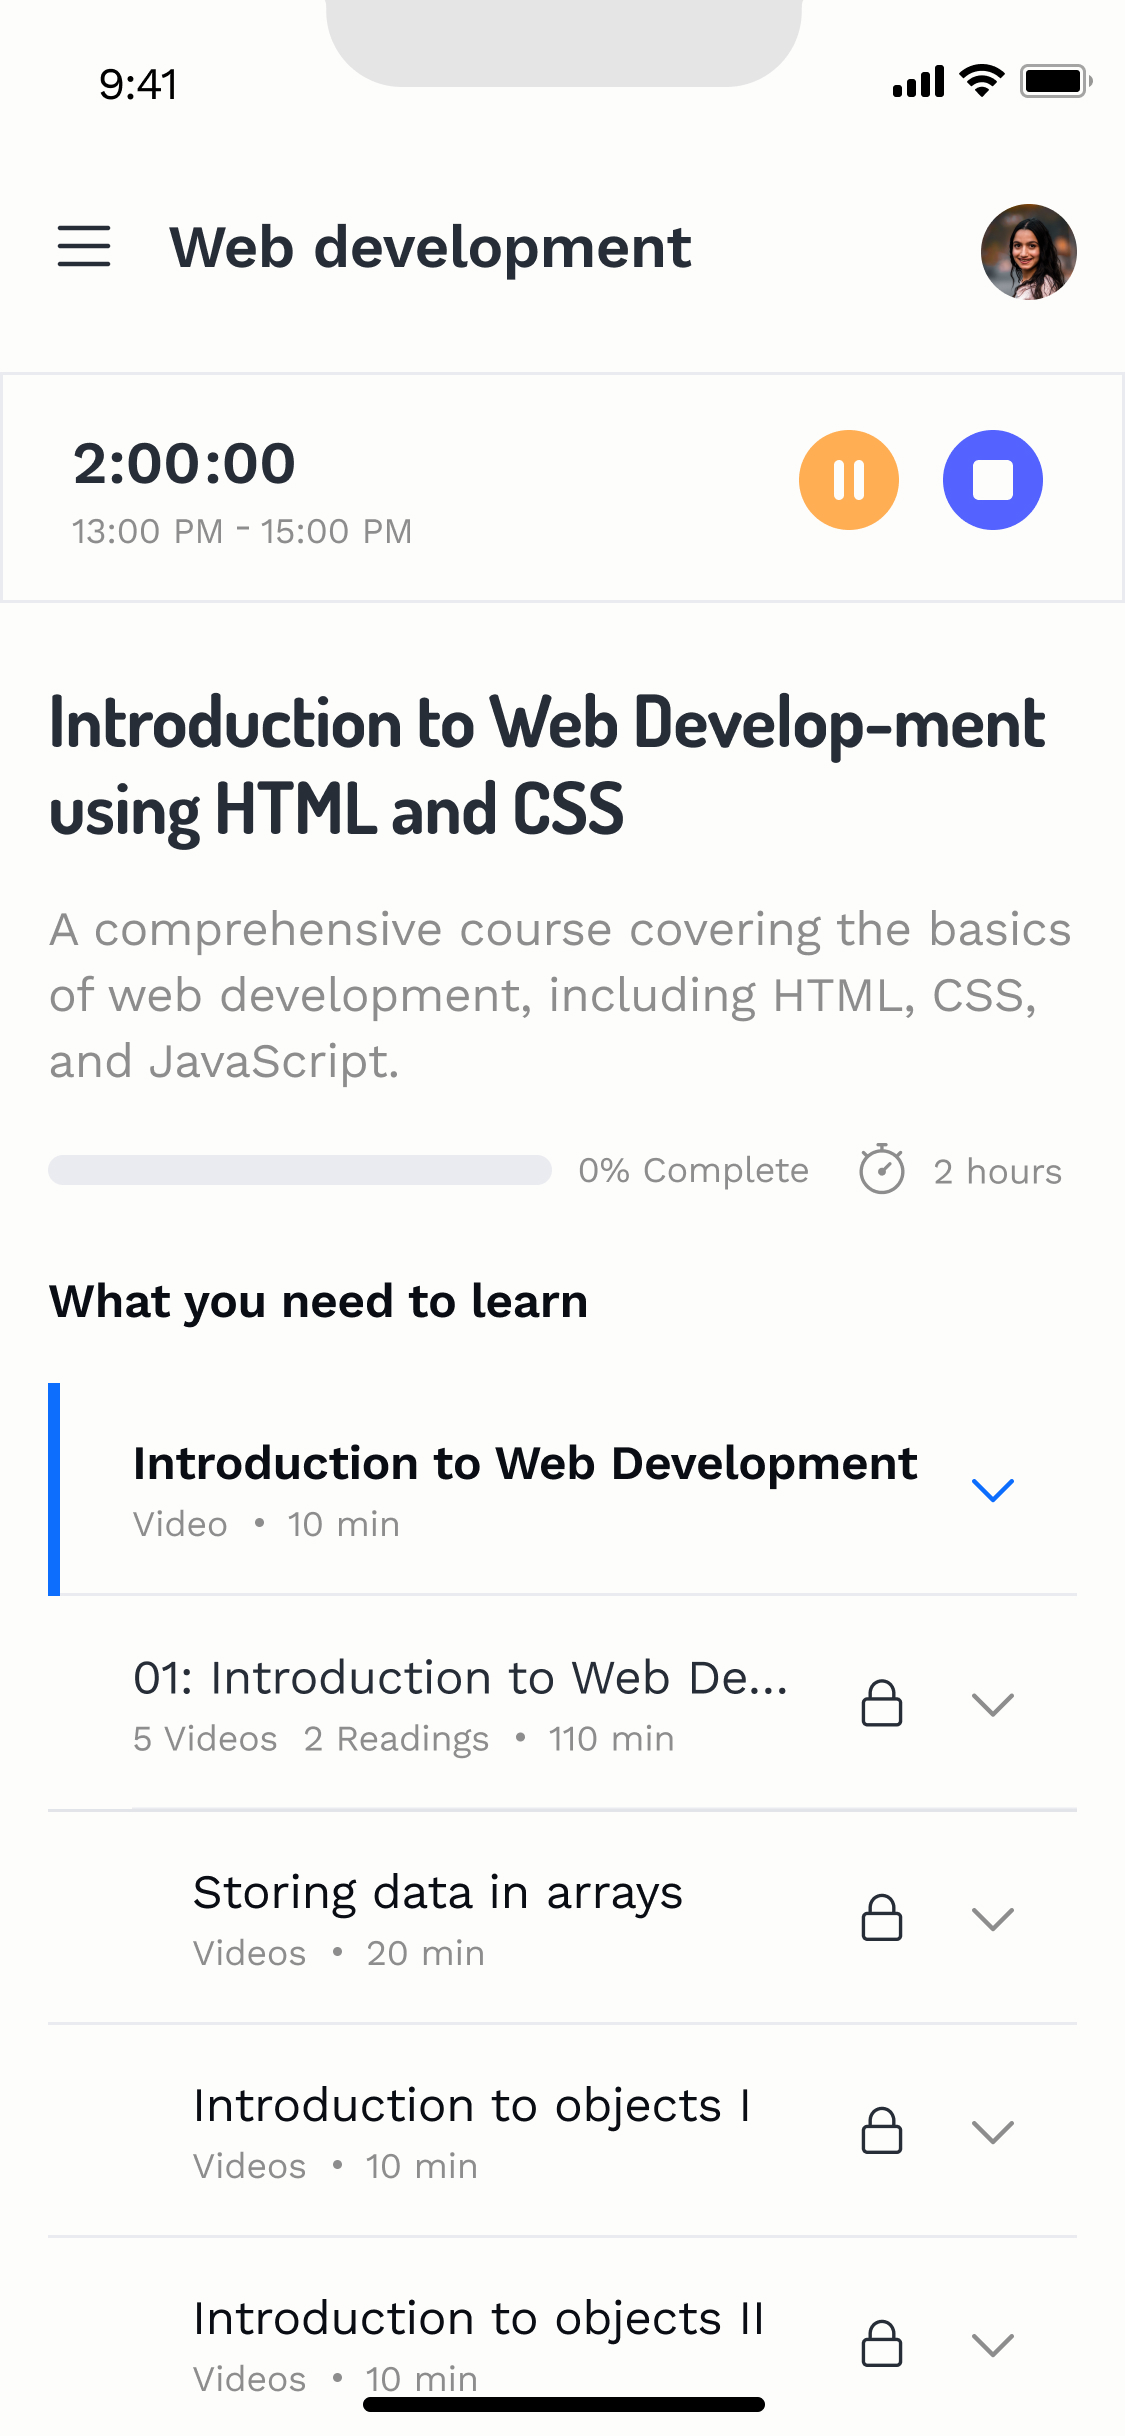 9:41
Web development
2:00:00
13:00 PM - 15:00 PM
Introduction to Web Develop-ment
using HTML and CSS
A comprehensive course covering the basics
of web development, including HTML, CSS,
and JavaScript.
0% Complete 2 hours
What you need to learn
Introduction to Web Development
Video • 10 min
01: Introduction to Web De...
5 Videos 2 Readings • 110 min
Storing data in arrays
Videos • 20 min
Introduction to objects I
Videos • 10 min
Introduction to objects II
Videos • 10 min